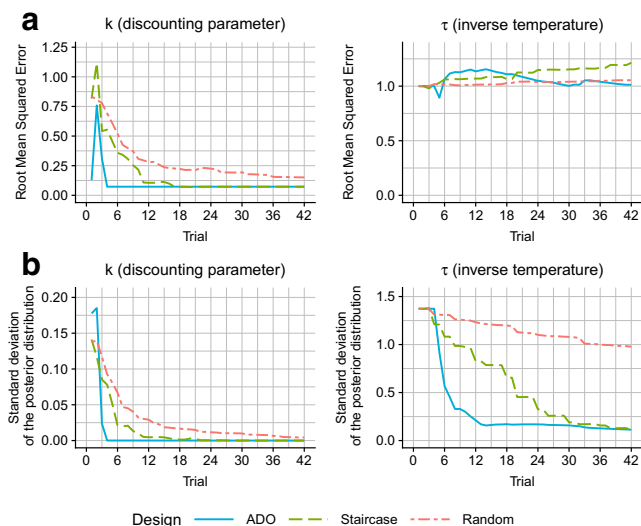 a
k (discounting parameter)
τ (inverse temperature)
Root Mean Squared Error
1.25
1.00
0.75
0.50
0.25
0.00
0 6 12 18 24 30 36 42
Trial
Root Mean Squared Error
1.0
0.5
0.0
0 6 12 18 24 30 36 42
Trial
b
k (discounting parameter)
τ (inverse temperature)
Standard deviation
of the posterior distribution
0.20
0.15
0.10
0.05
0.00
0 6 12 18 24 30 36 42
Trial
Standard deviation
of the posterior distribution
1.5
1.0
0.5
0.0
0 6 12 18 24 30 36 42
Trial
Design ADO Staircase Random